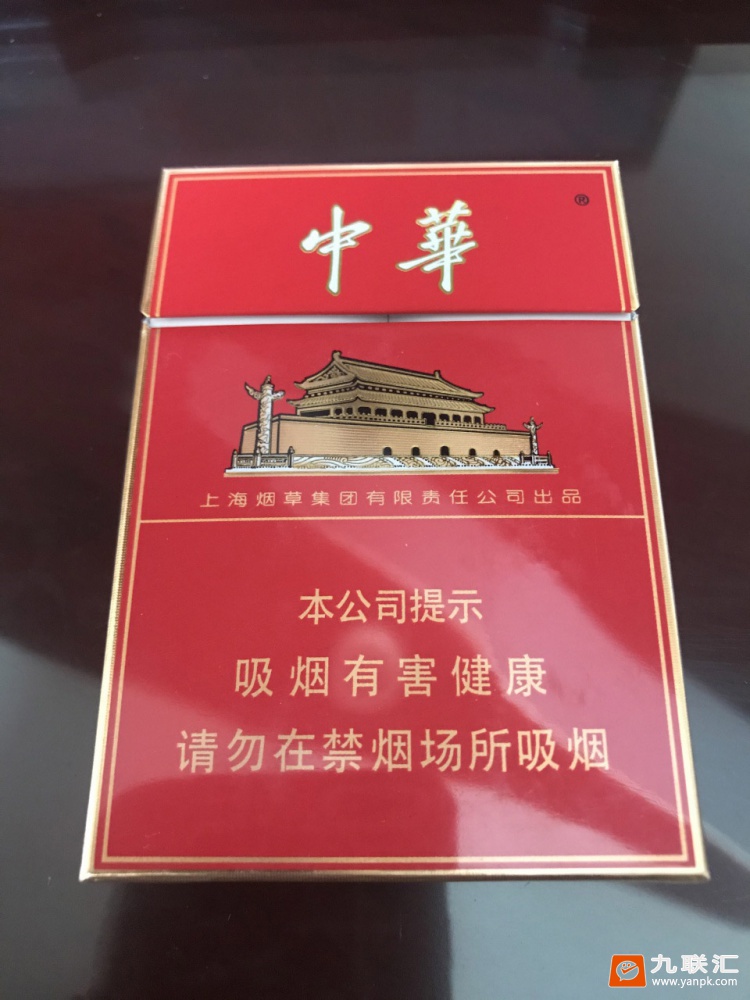 中華
®
上海烟草集团有限责任公司出品
本公司提示
吸烟有害健康
请勿在禁烟场所吸烟
九联汇
www.yanpk.com